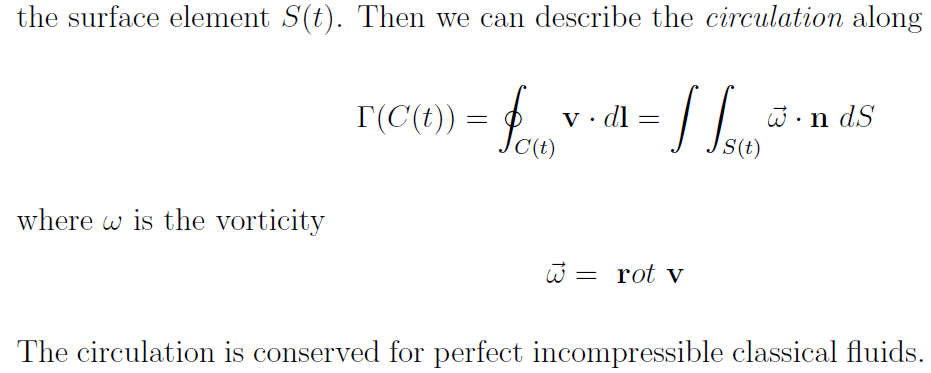 the surface element S(t). Then we can describe the circulation along
Γ(C(t)) = ∮_{C(t)} v · dl = ∫ ∫_{S(t)} ω⃗ · n dS
where ω is the vorticity
ω⃗ = rot v
The circulation is conserved for perfect incompressible classical fluids.